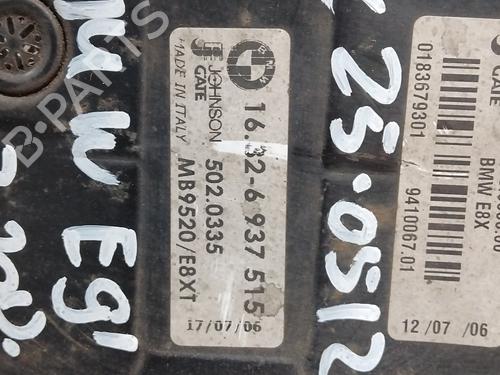 BMW
16.32-6 937 515
JOHNSON
GATE
502.0335
MADE IN ITALY
MB9520/E8XT
17/07/06
GATE
0183679301
BMW E8X
9410067.01
12/07/06
25.0512
E91
B-PARTS